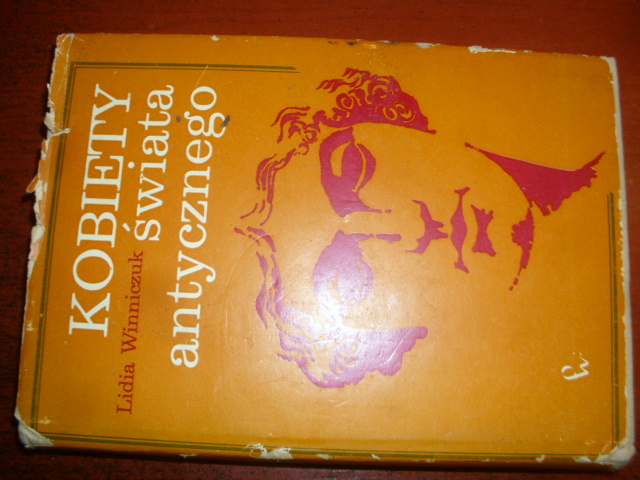 Lidia Winniczuk
KOBIETY
świata
antycznego